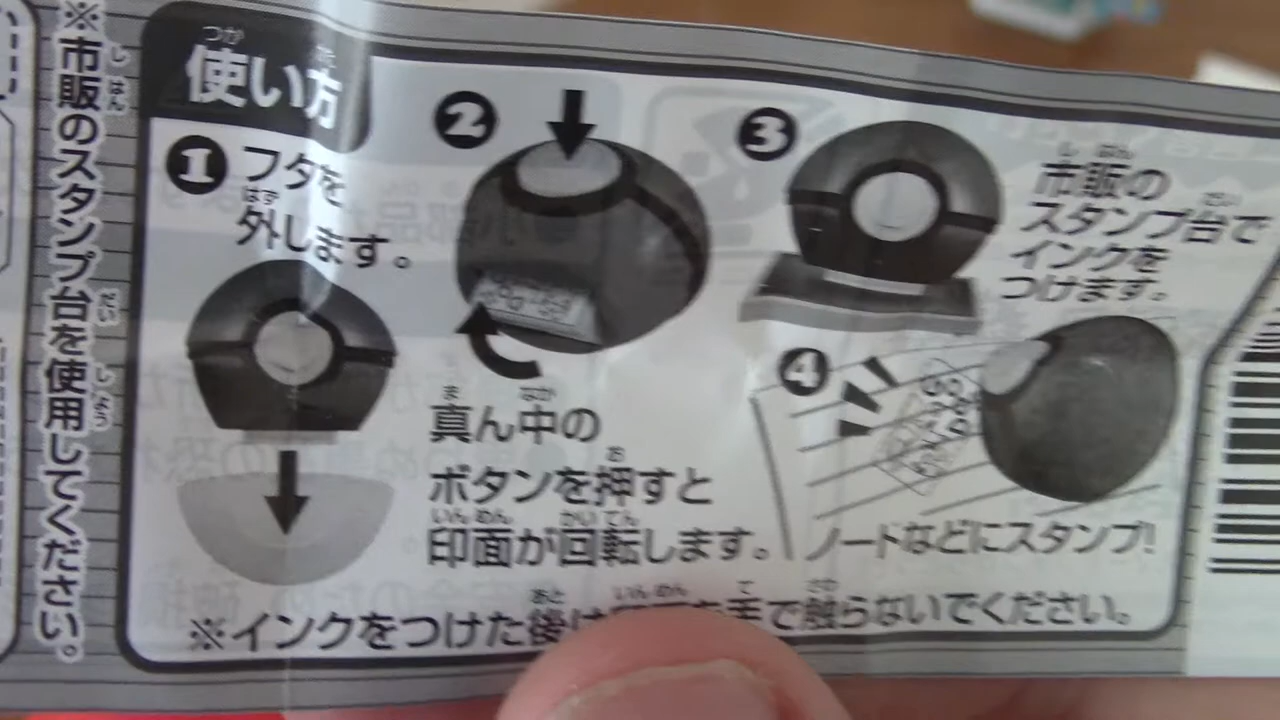 ※市販のスタンプ台を使用してください。
使い方
1 フタを
外します。
2
真ん中の
ボタンを押すと
印面が回転します。
3 市販の
スタンプ台で
インクを
つけます。
4
ノートなどにスタンプ!
※インクをつけた後は 手で触らないでください。